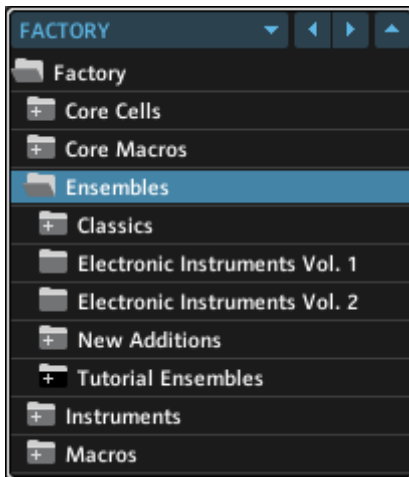 FACTORY
Factory
Core Cells
Core Macros
Ensembles
Classics
Electronic Instruments Vol. 1
Electronic Instruments Vol. 2
New Additions
Tutorial Ensembles
Instruments
Macros